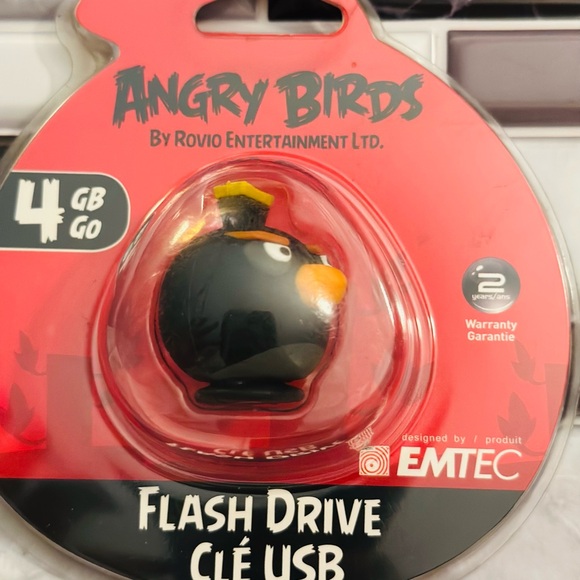 ANGRY BIRDS
BY ROVIO ENTERTAINMENT LTD.
4 GB
GO
2
years/ans
Warranty
Garantie
designed by / produit
EMTEC
FLASH DRIVE
CLÉ USB